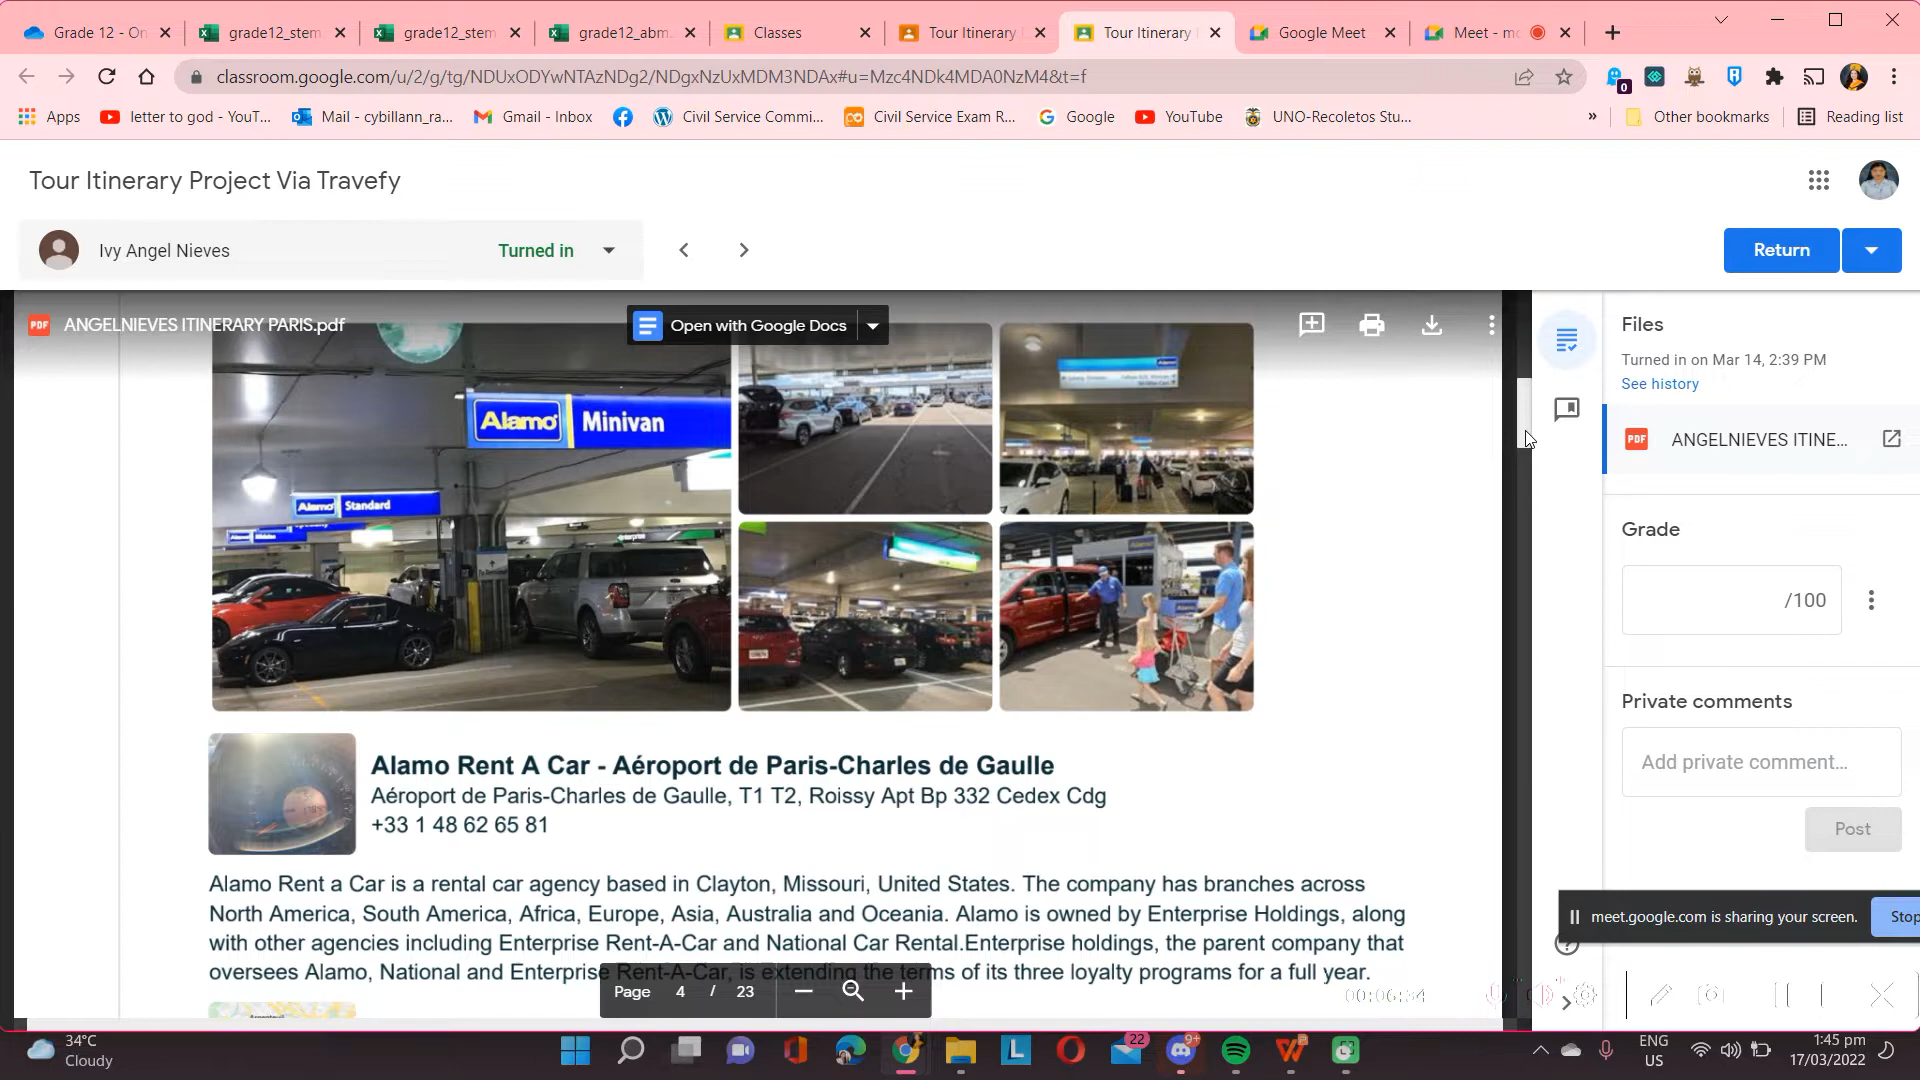 Grade 12 - On
grade12_stem
grade12_stem
grade12_abm
Classes
Tour Itinerary
Tour Itinerary
Google Meet
Meet - mc
classroom.google.com/u/2/g/tg/NDUxODYwNTAzNDg2/NDgxNzUxMDM3NDAx#u=Mzc4NDk4MDA0NzM4&t=f
0
Apps
letter to god - YouT...
Mail - cybillann_ra...
Gmail - Inbox
Civil Service Commi...
Civil Service Exam R...
Google
YouTube
UNO-Recoletos Stu...
»
Other bookmarks
Reading list
Tour Itinerary Project Via Travefy
Ivy Angel Nieves
Turned in
Return
PDF ANGELNIEVES ITINERARY PARIS.pdf
Open with Google Docs
Alamo Minivan
Alamo Standard
Alamo Rent A Car - Aéroport de Paris-Charles de Gaulle
Aéroport de Paris-Charles de Gaulle, T1 T2, Roissy Apt Bp 332 Cedex Cdg
+33 1 48 62 65 81
Alamo Rent a Car is a rental car agency based in Clayton, Missouri, United States. The company has branches across
North America, South America, Africa, Europe, Asia, Australia and Oceania. Alamo is owned by Enterprise Holdings, along
with other agencies including Enterprise Rent-A-Car and National Car Rental.Enterprise holdings, the parent company that
oversees Alamo, National and Enterprise Rent-A-Car, is extending the terms of its three loyalty programs for a full year.
Page 4 / 23
Files
Turned in on Mar 14, 2:39 PM
See history
PDF ANGELNIEVES ITINE...
Grade
/100
Private comments
Add private comment...
Post
meet.google.com is sharing your screen.
Stop
00:06:34
34°C
Cloudy
22
9+
ENG
US
1:45 pm
17/03/2022